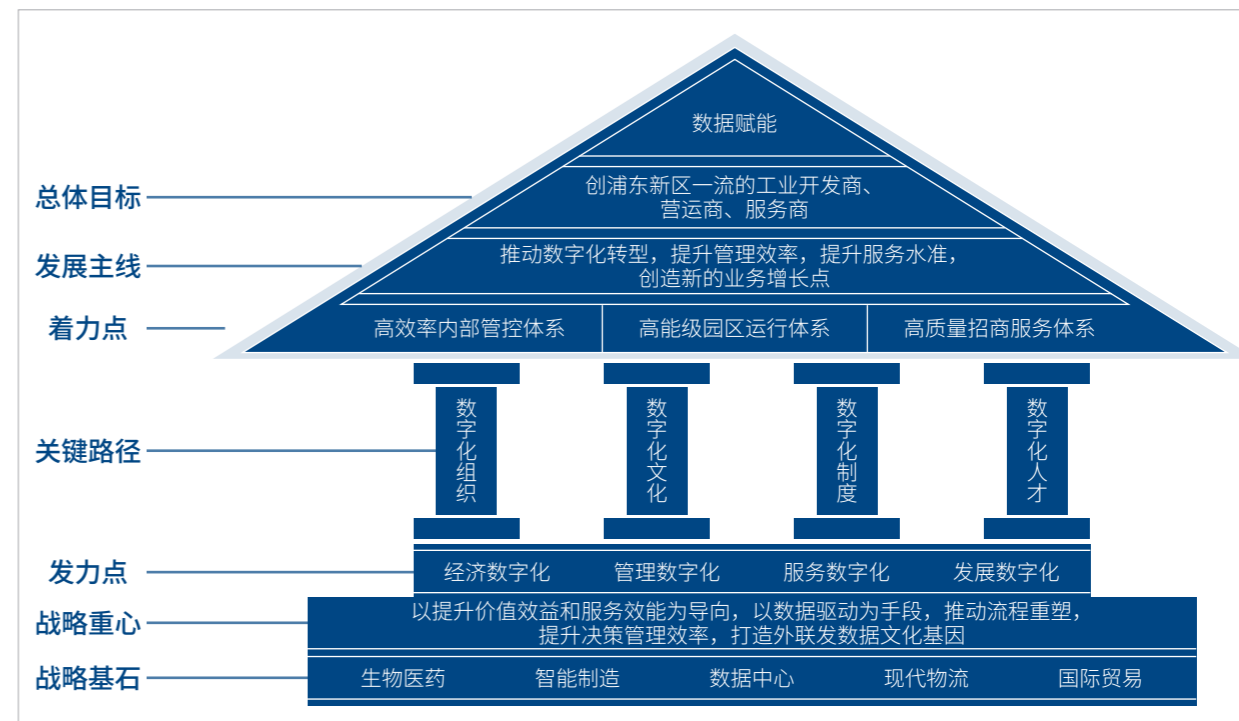 数据赋能
总体目标
创浦东新区一流的工业开发商、
营运商、服务商
发展主线
推动数字化转型，提升管理效率，提升服务水准，
创造新的业务增长点
着力点
高效率内部管控体系
高能级园区运行体系
高质量招商服务体系
关键路径
数字化组织
数字化文化
数字化制度
数字化人才
发力点
经济数字化
管理数字化
服务数字化
发展数字化
战略重心
以提升价值效益和服务效能为导向，以数据驱动为手段，推动流程重塑，
提升决策管理效率，打造外联发数据文化基因
战略基石
生物医药
智能制造
数据中心
现代物流
国际贸易